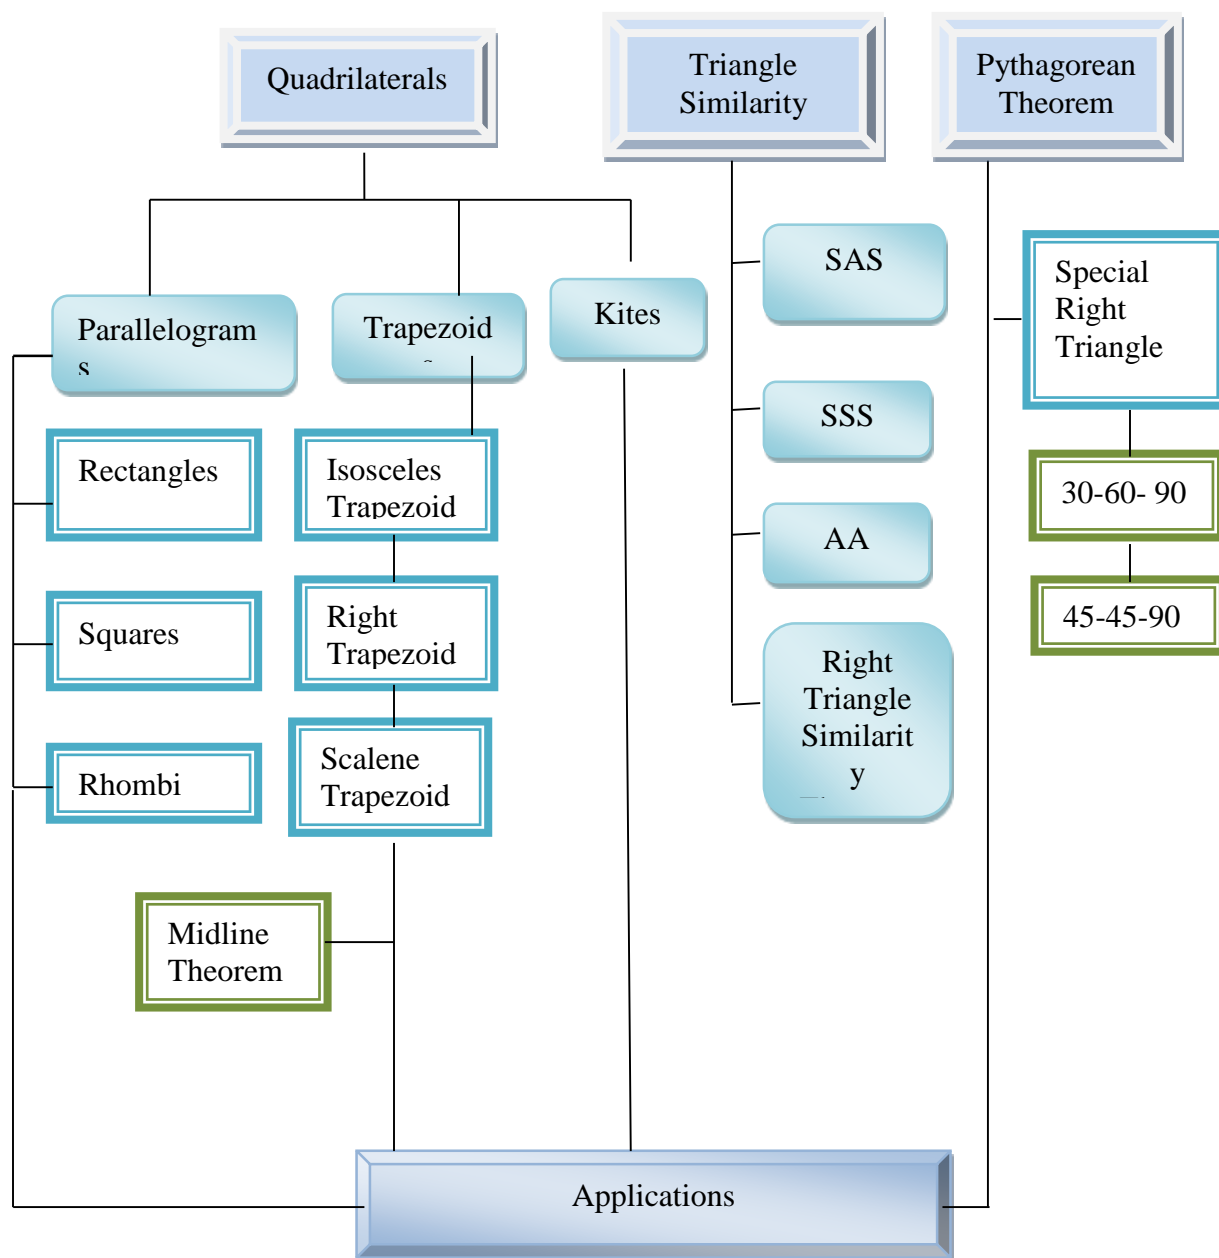 Quadrilaterals
Triangle
Similarity
Pythagorean
Theorem
Parallelogram
s
Trapezoid
s
Kites
SAS
Special
Right
Triangle
Rectangles
Isosceles
Trapezoid
SSS
30-60- 90
AA
Squares
Right
Trapezoid
45-45-90
Right
Triangle
Similarit
y
Rhombi
Scalene
Trapezoid
Midline
Theorem
Applications